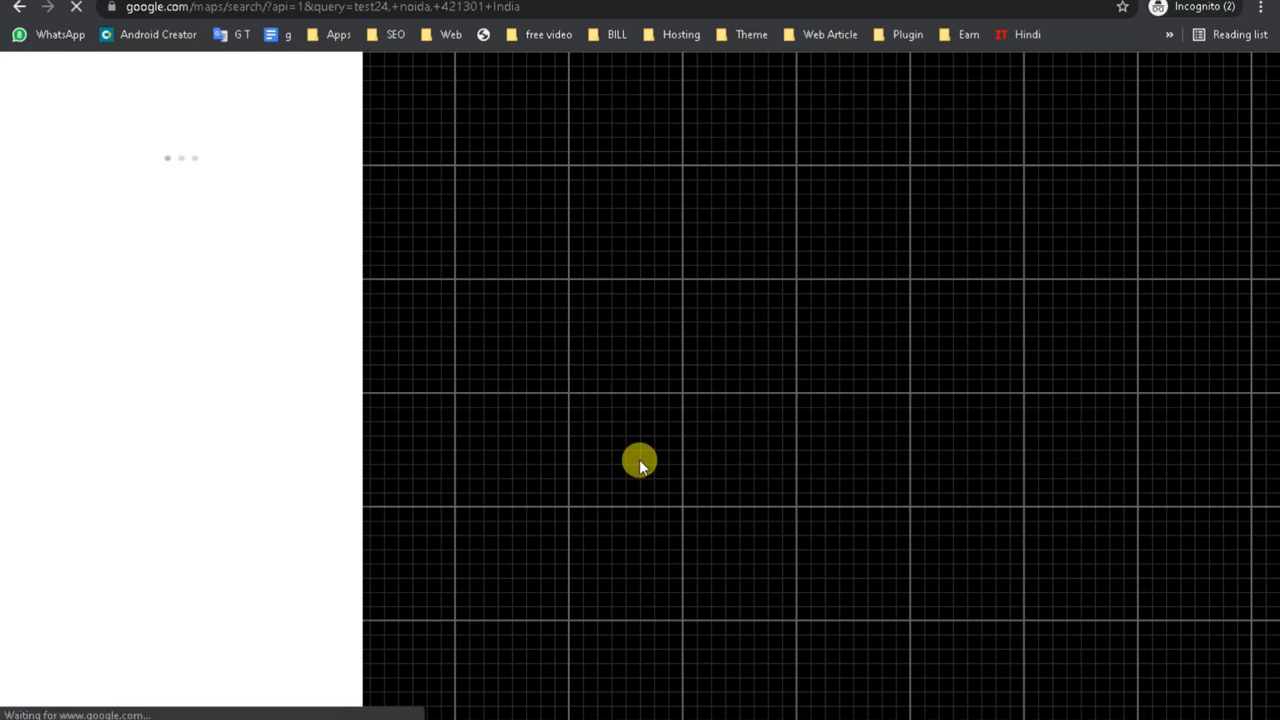 google.com/maps/search/?api=1&query=test24,+noida,+421301+India
Incognito (2)
WhatsApp Android Creator G T g Apps SEO Web free video BILL Hosting Theme Web Article Plugin Earn IT Hindi » Reading list
Waiting for www.google.com...